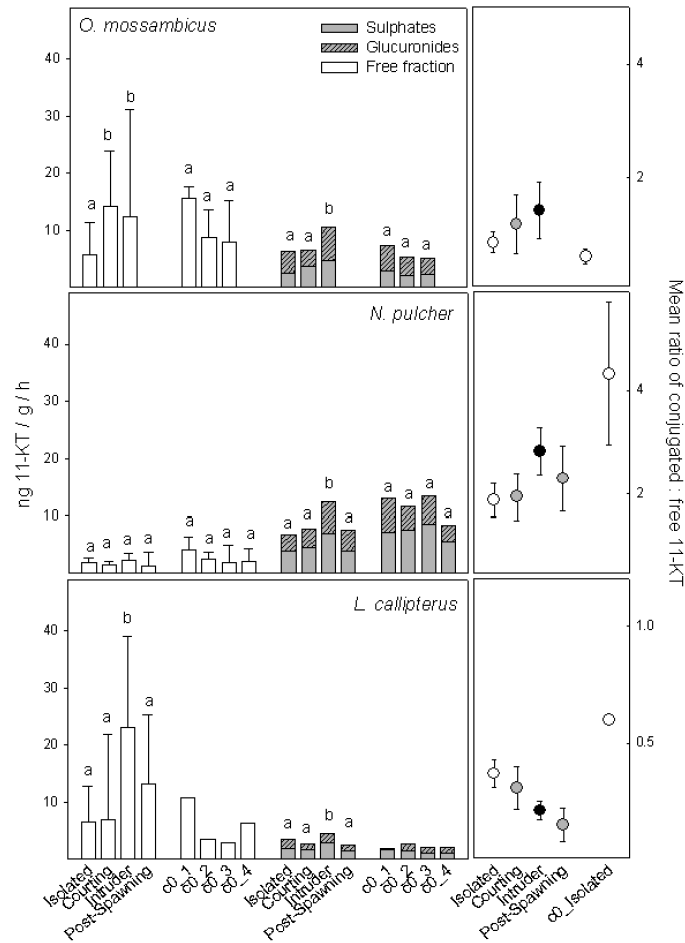 O. mossambicus
Sulphates
Glucuronides
Free fraction
40
30
20
10
a b b a a a a a b a a a
4
2
N. pulcher
40
30
20
10
a a a a a a a a a a b a a a a a
4
2
L. callipterus
40
30
20
10
a a b a a a b a
1.0
0.5
ng 11-KT / g / h
Mean ratio of conjugated : free 11-KT
Isolated
Courting
Intruder
Post-Spawning
c0_1
c0_2
c0_3
c0_4
Isolated
Courting
Intruder
Post-Spawning
c0_1
c0_2
c0_3
c0_4
Isolated
Courting
Intruder
Post-Spawning
c0_Isolated